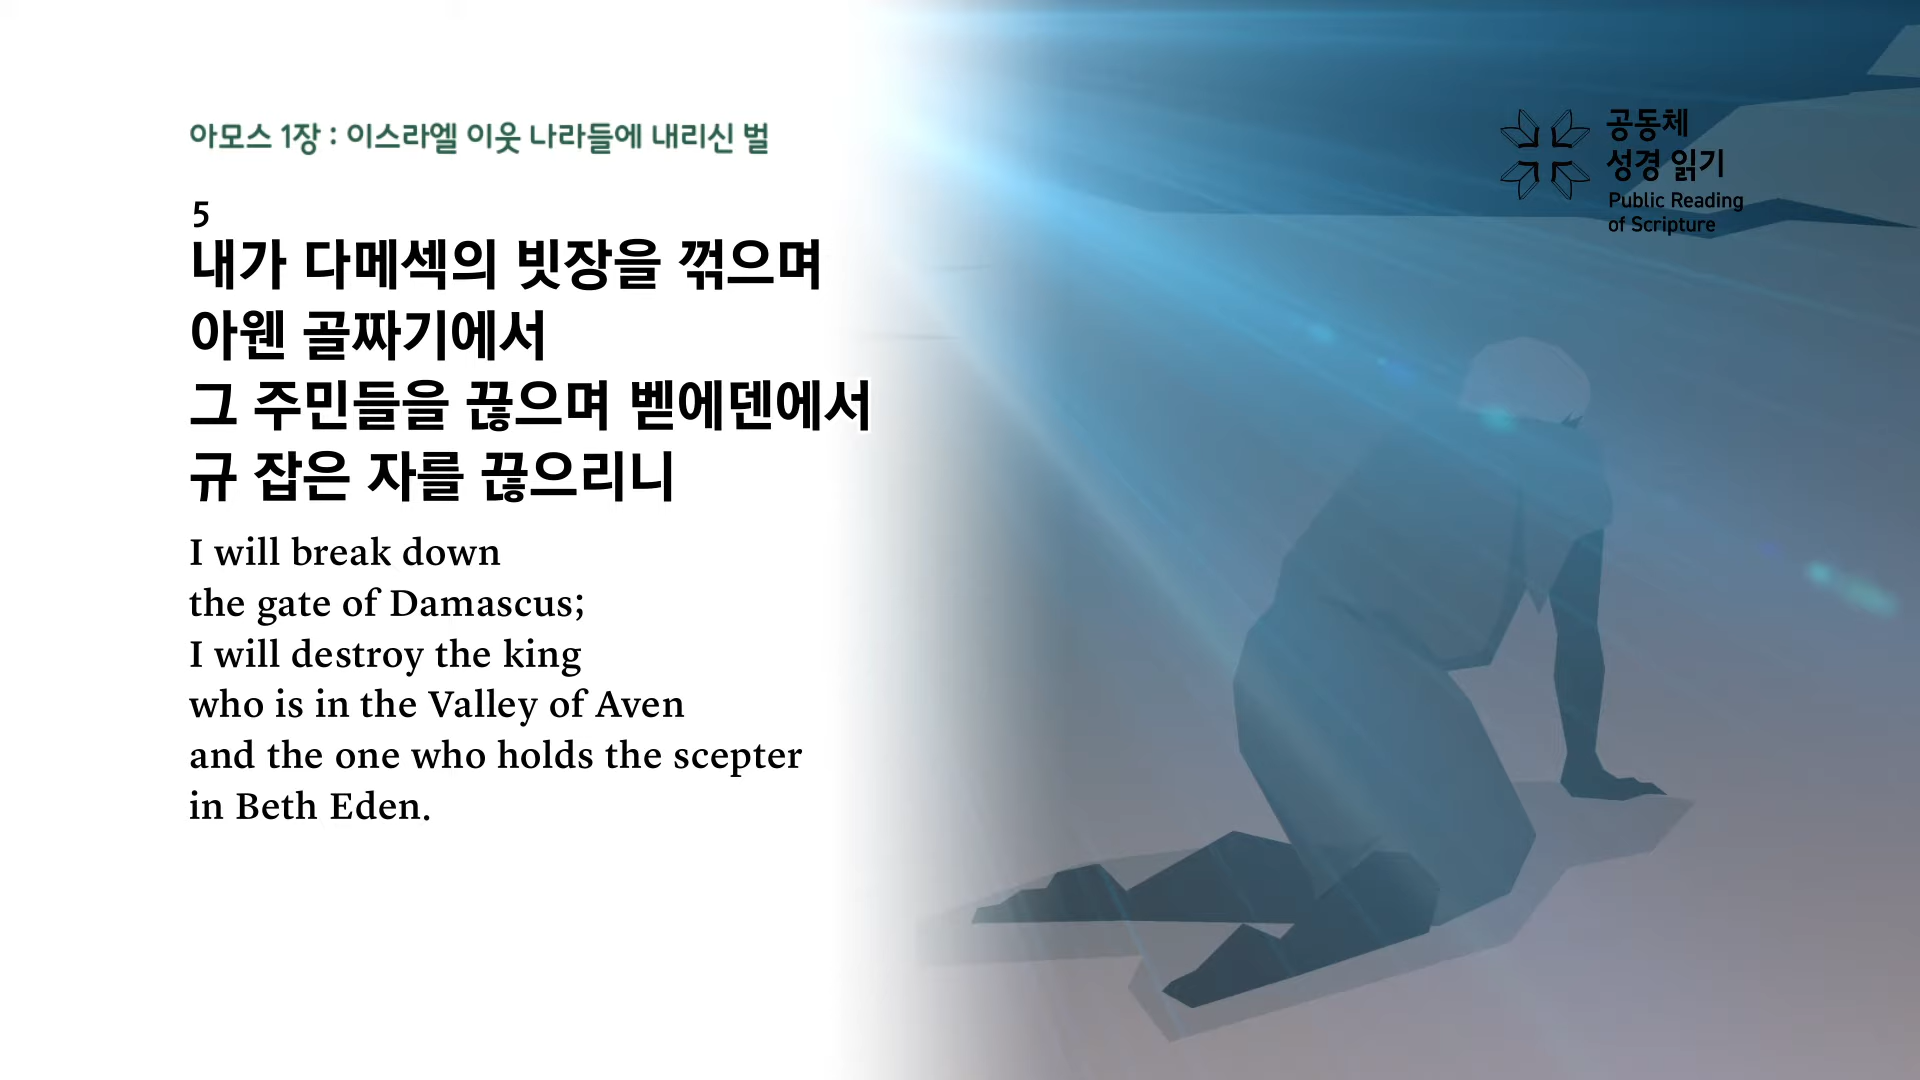 아모스 1장 : 이스라엘 이웃 나라들에 내리신 벌
5
내가 다메섹의 빗장을 꺾으며
아웬 골짜기에서
그 주민들을 끊으며 벧에덴에서
규 잡은 자를 끊으리니
I will break down
the gate of Damascus;
I will destroy the king
who is in the Valley of Aven
and the one who holds the scepter
in Beth Eden.
공동체
성경 읽기
Public Reading
of Scripture